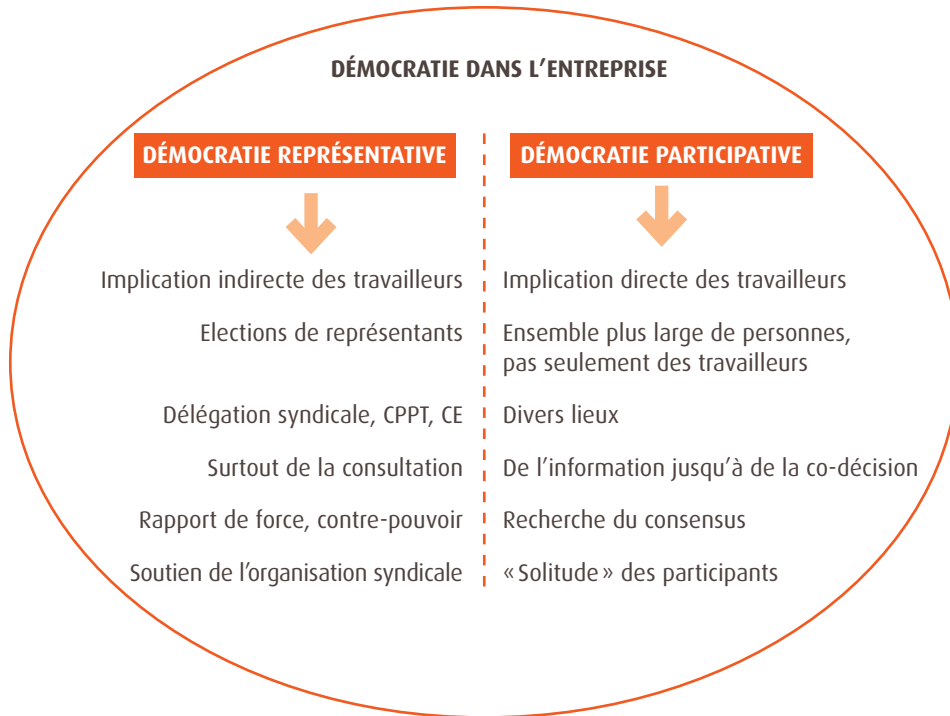 DÉMOCRATIE DANS L’ENTREPRISE
DÉMOCRATIE REPRÉSENTATIVE
Implication indirecte des travailleurs
Elections de représentants
Délégation syndicale, CPPT, CE
Surtout de la consultation
Rapport de force, contre-pouvoir
Soutien de l’organisation syndicale
DÉMOCRATIE PARTICIPATIVE
Implication directe des travailleurs
Ensemble plus large de personnes,
pas seulement des travailleurs
Divers lieux
De l’information jusqu’à de la co-décision
Recherche du consensus
« Solitude » des participants